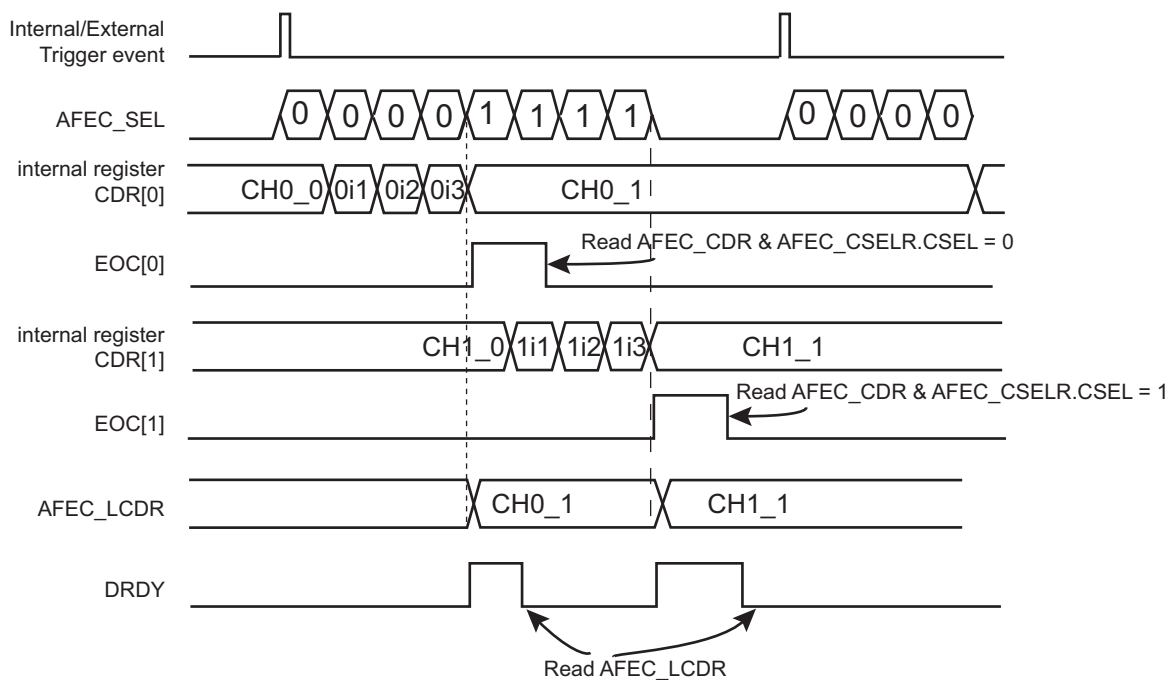 Internal/External
Trigger event
AFEC_SEL
0 0 0 0 1 1 1 1 0 0 0 0
internal register
CDR[0]
CH0_0 0i1 0i2 0i3 CH0_1
EOC[0]
Read AFEC_CDR & AFEC_CSELR.CSEL = 0
internal register
CDR[1]
CH1_0 1i1 1i2 1i3 CH1_1
Read AFEC_CDR & AFEC_CSELR.CSEL = 1
EOC[1]
AFEC_LCDR
CH0_1 CH1_1
DRDY
Read AFEC_LCDR